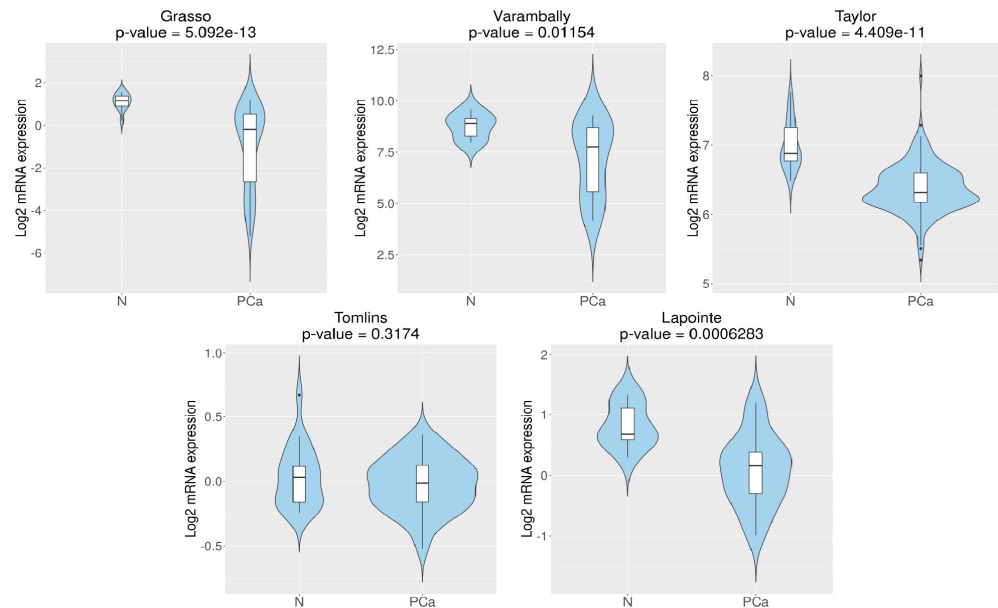 Grasso
p-value = 5.092e-13
Log2 mRNA expression
2
0
-2
-4
-6
N PCa
Varambally
p-value = 0.01154
Log2 mRNA expression
12.5
10.0
7.5
5.0
2.5
N PCa
Taylor
p-value = 4.409e-11
Log2 mRNA expression
8
7
6
5
N PCa
Tomlins
p-value = 0.3174
Log2 mRNA expression
1.0
0.5
0.0
-0.5
N PCa
Lapointe
p-value = 0.0006283
Log2 mRNA expression
2
1
0
-1
N PCa